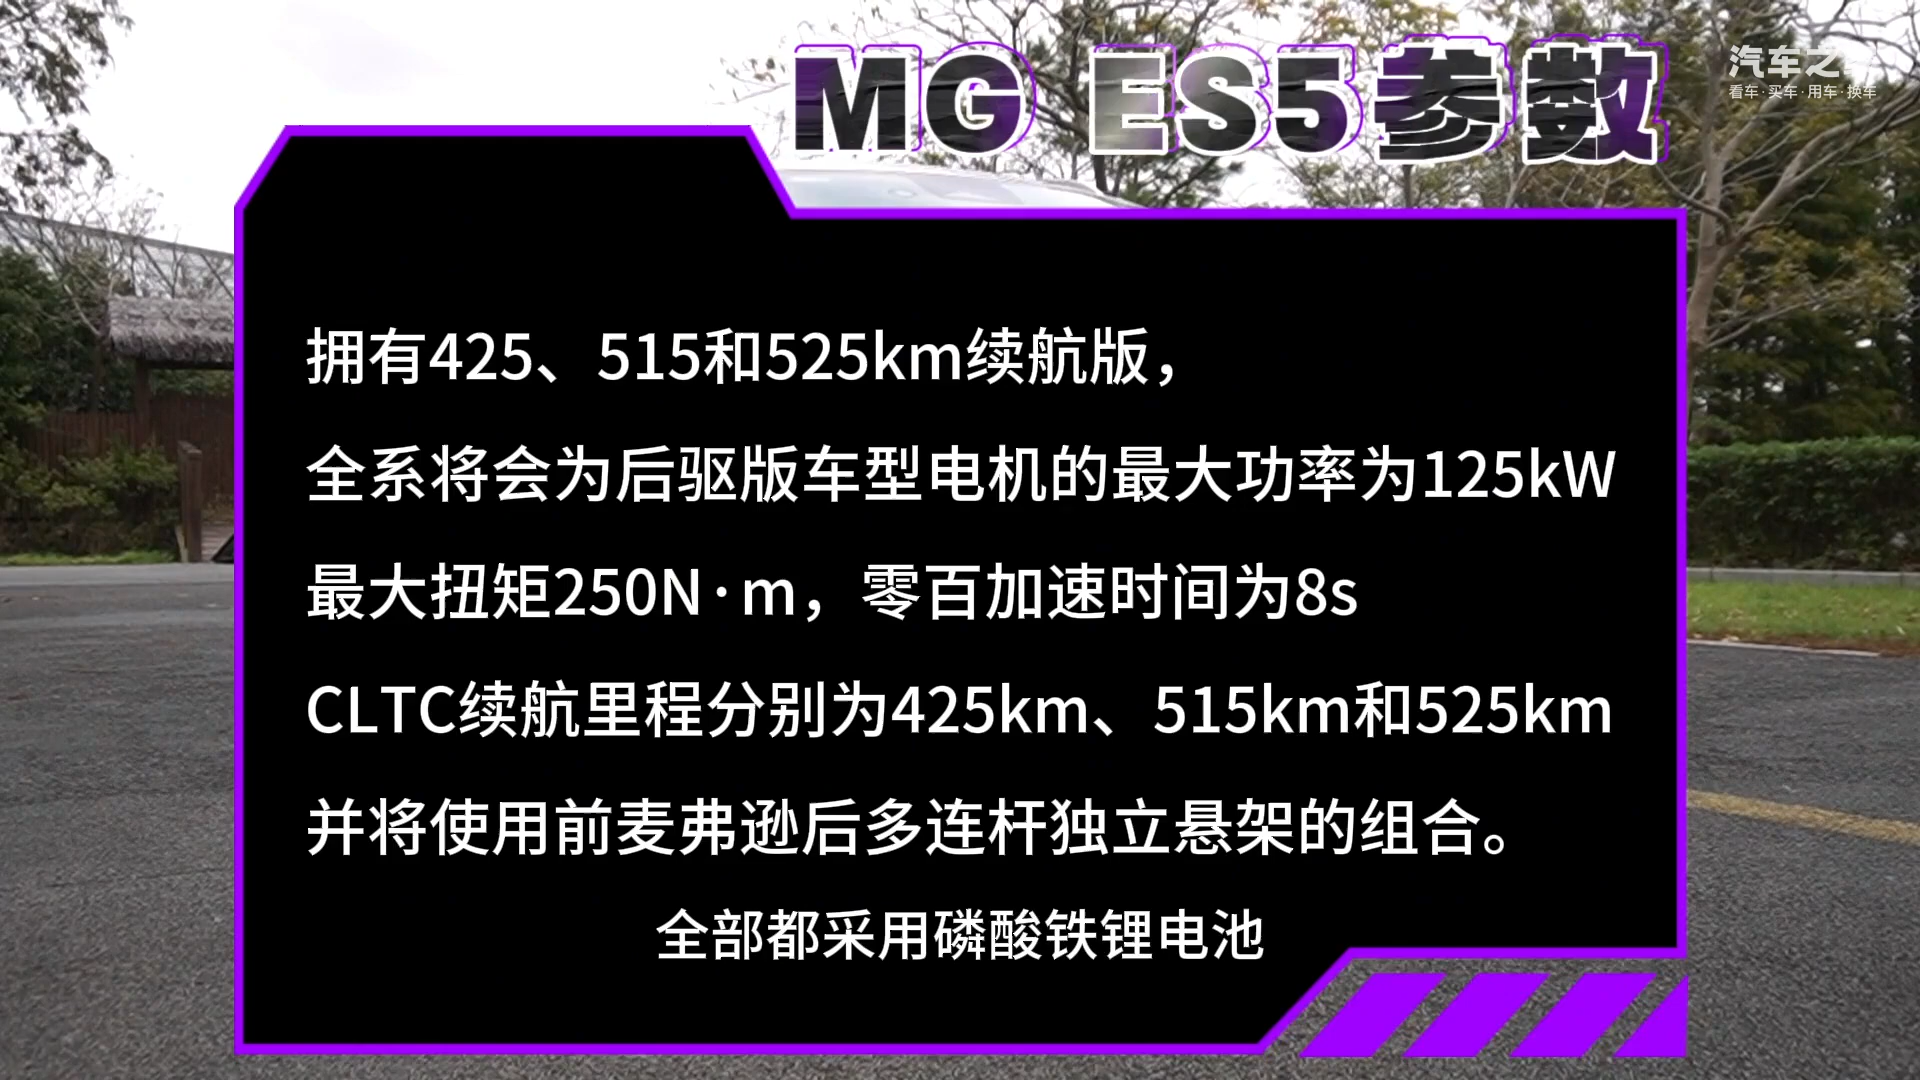 MG ES5参数
汽车之家
看车·买车·用车·换车
拥有425、515和525km续航版，
全系将会为后驱版车型电机的最大功率为125kW
最大扭矩250N·m，零百加速时间为8s
CLTC续航里程分别为425km、515km和525km
并将使用前麦弗逊后多连杆独立悬架的组合。
全部都采用磷酸铁锂电池